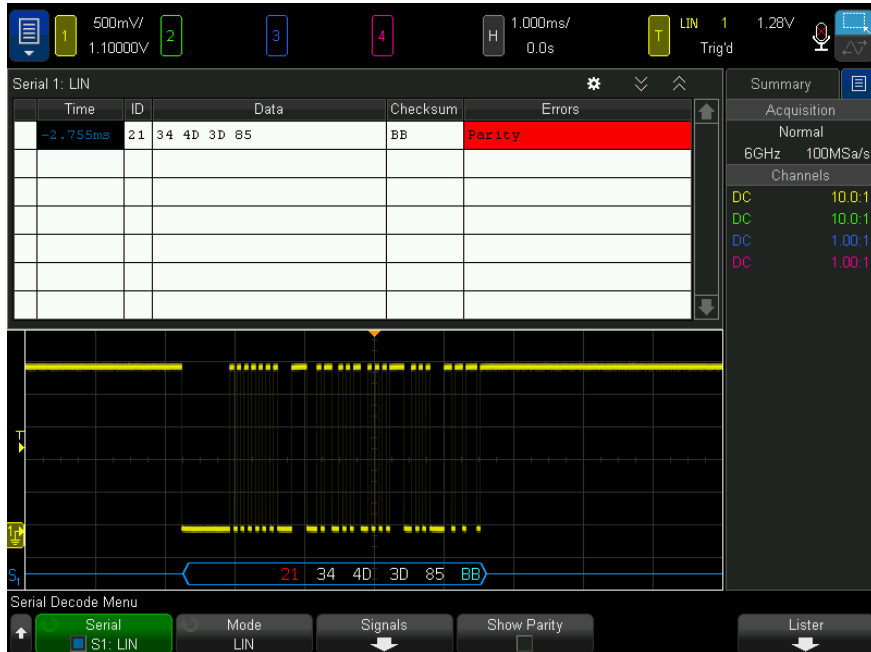 1 500mV/ 2 3 4 H 1.000ms/ T LIN 1 1.28V
1.10000V 0.0s Trig'd
Serial 1: LIN
Summary
Time ID Data Checksum Errors
-2.755ms 21 34 4D 3D 85 BB Parity
Acquisition
Normal
6GHz 100MSa/s
Channels
DC 10.0:1
DC 10.0:1
DC 1.00:1
DC 1.00:1
T
1
S1 21 34 4D 3D 85 BB
Serial Decode Menu
Serial Mode Signals Show Parity Lister
S1: LIN LIN